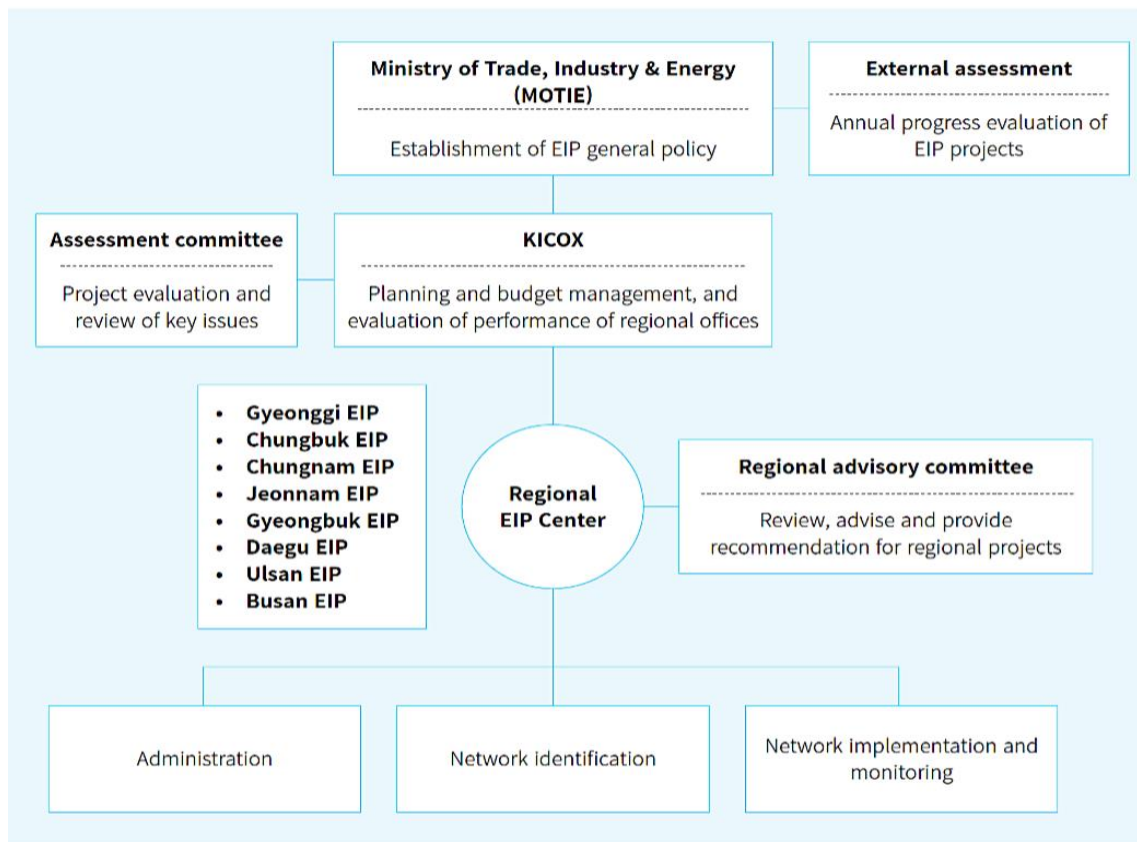 Ministry of Trade, Industry & Energy
(MOTIE)
Establishment of EIP general policy
External assessment
Annual progress evaluation of
EIP projects
Assessment committee
Project evaluation and
review of key issues
KICOX
Planning and budget management, and
evaluation of performance of regional offices
• Gyeonggi EIP
• Chungbuk EIP
• Chungnam EIP
• Jeonnam EIP
• Gyeongbuk EIP
• Daegu EIP
• Ulsan EIP
• Busan EIP
Regional
EIP Center
Regional advisory committee
Review, advise and provide
recommendation for regional projects
Administration
Network identification
Network implementation and
monitoring